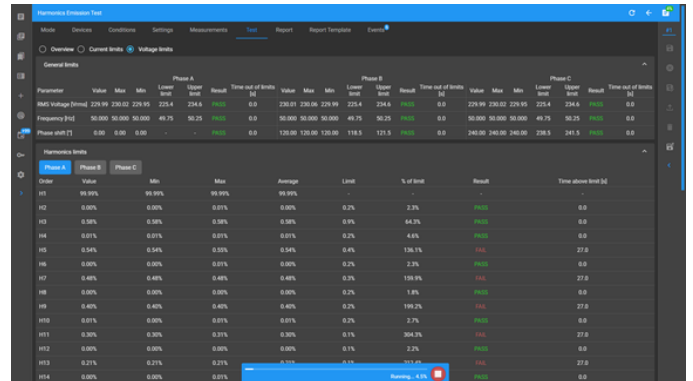 Harmonics Emission Test
Mode Devices Conditions Settings Measurements Test Report Report Template Events
Overview Current limits Voltage limits
General limits
Phase A Phase B Phase C
Parameter Value Max Min Lower limit Upper limit Result Time out of limits [s] Value Max Min Lower limit Upper limit Result Time out of limits [s] Value Max Min Lower limit Upper limit Result Time out of limits [s]
RMS Voltage [Vrms] 229.99 230.02 229.95 225.4 234.6 PASS 0.0 230.01 230.06 229.99 225.4 234.6 PASS 0.0 229.99 230.02 229.95 225.4 234.6 PASS 0.0
Frequency [Hz] 50.000 50.000 50.000 49.75 50.25 PASS 0.0 50.000 50.000 50.000 49.75 50.25 PASS 0.0 50.000 50.000 50.000 49.75 50.25 PASS 0.0
Phase shift [°] 0.00 0.00 0.00 - - PASS 0.0 120.00 120.00 120.00 118.5 121.5 PASS 0.0 240.00 240.00 240.00 238.5 241.5 PASS 0.0
Harmonics limits
Phase A Phase B Phase C
Order Value Min Max Average Limit % of limit Result Time above limit [s]
H1 99.99% 99.99% 99.99% 99.99% - - - -
H2 0.00% 0.00% 0.01% 0.00% 0.2% 2.3% PASS 0.0
H3 0.58% 0.58% 0.58% 0.58% 0.9% 64.3% PASS 0.0
H4 0.01% 0.01% 0.01% 0.01% 0.2% 4.6% PASS 0.0
H5 0.54% 0.54% 0.55% 0.54% 0.4% 136.1% FAIL 27.0
H6 0.00% 0.00% 0.01% 0.00% 0.2% 2.3% PASS 0.0
H7 0.48% 0.48% 0.48% 0.48% 0.3% 159.9% FAIL 27.0
H8 0.00% 0.00% 0.00% 0.00% 0.2% 1.8% PASS 0.0
H9 0.40% 0.40% 0.40% 0.40% 0.2% 199.2% FAIL 27.0
H10 0.01% 0.00% 0.01% 0.01% 0.2% 2.7% PASS 0.0
H11 0.30% 0.30% 0.31% 0.30% 0.1% 304.3% FAIL 27.0
H12 0.00% 0.00% 0.01% 0.00% 0.1% 2.2% PASS 0.0
H13 0.21% 0.21% 0.21% FAIL 27.0
H14 0.00% 0.00% 0.01% PASS 0.0
Running... 4.5%